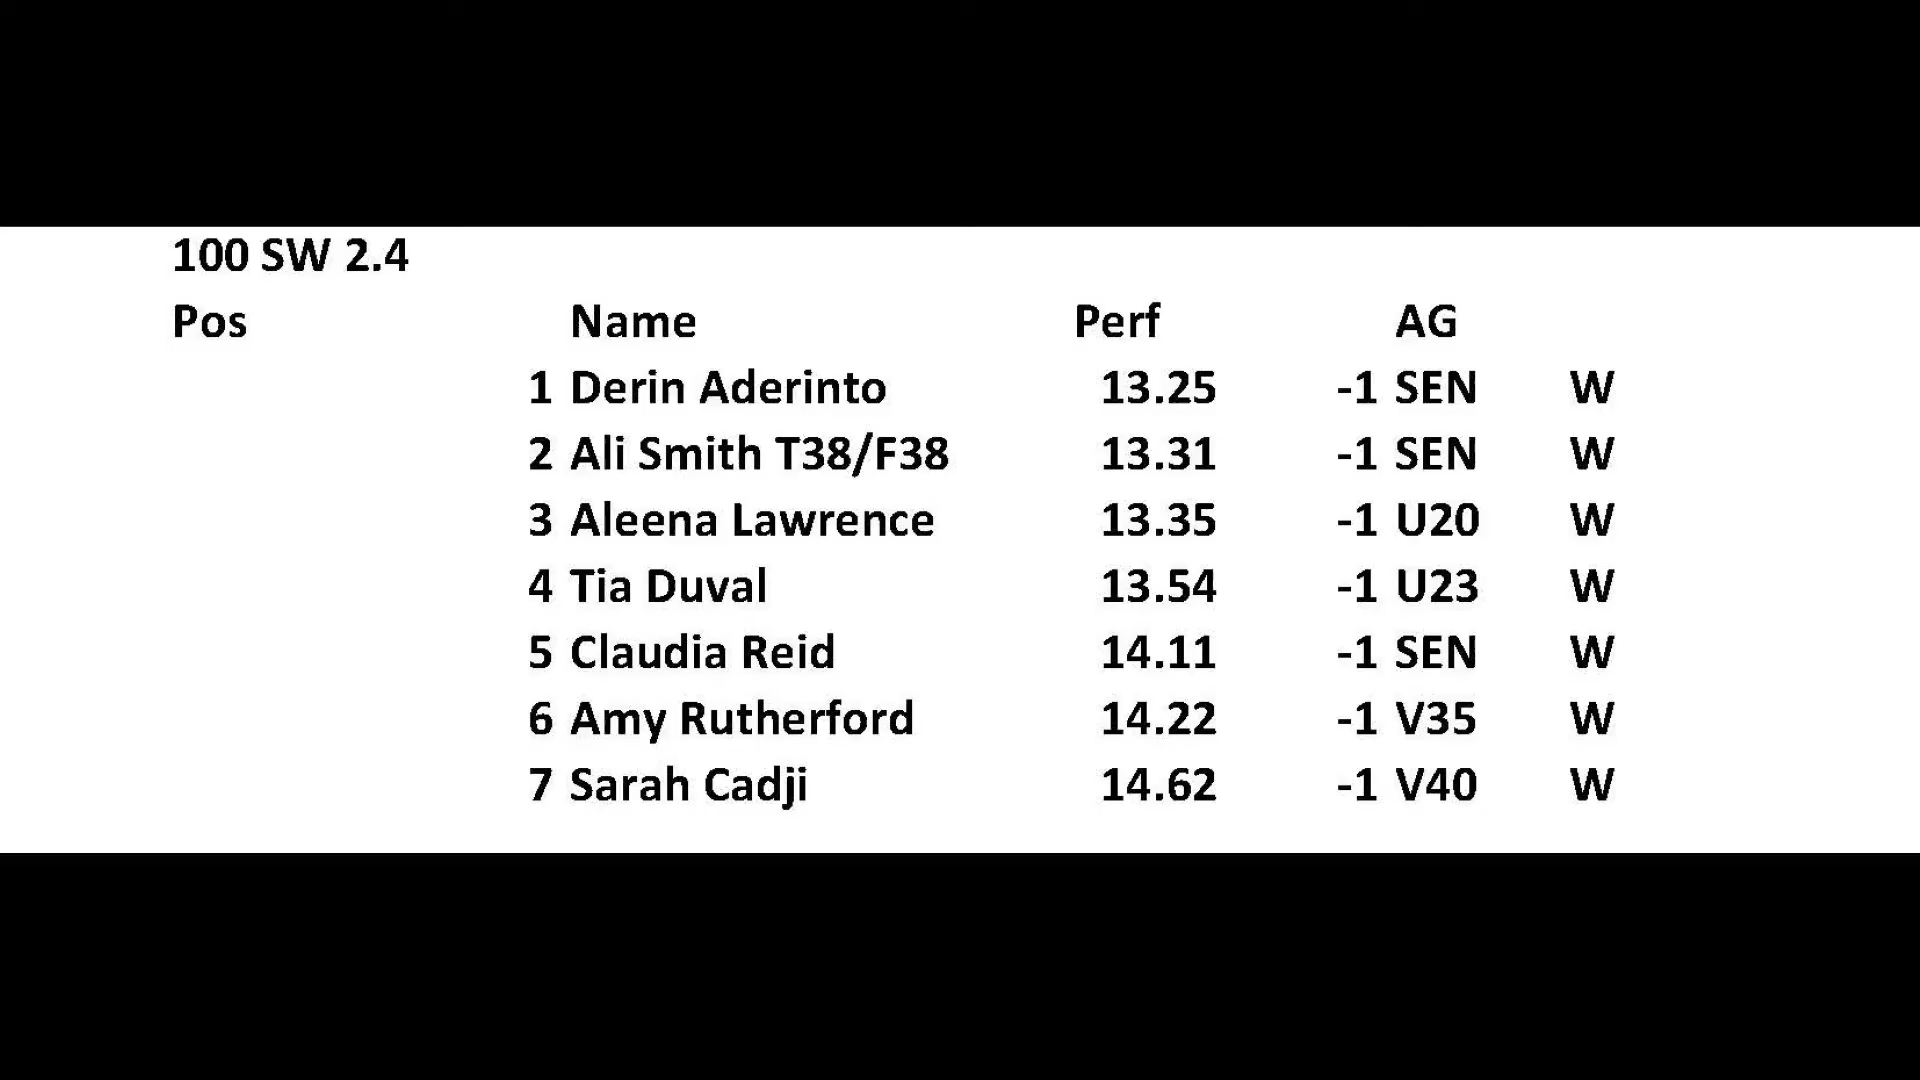 100 SW 2.4
Pos Name Perf AG
1 Derin Aderinto 13.25 -1 SEN W
2 Ali Smith T38/F38 13.31 -1 SEN W
3 Aleena Lawrence 13.35 -1 U20 W
4 Tia Duval 13.54 -1 U23 W
5 Claudia Reid 14.11 -1 SEN W
6 Amy Rutherford 14.22 -1 V35 W
7 Sarah Cadji 14.62 -1 V40 W